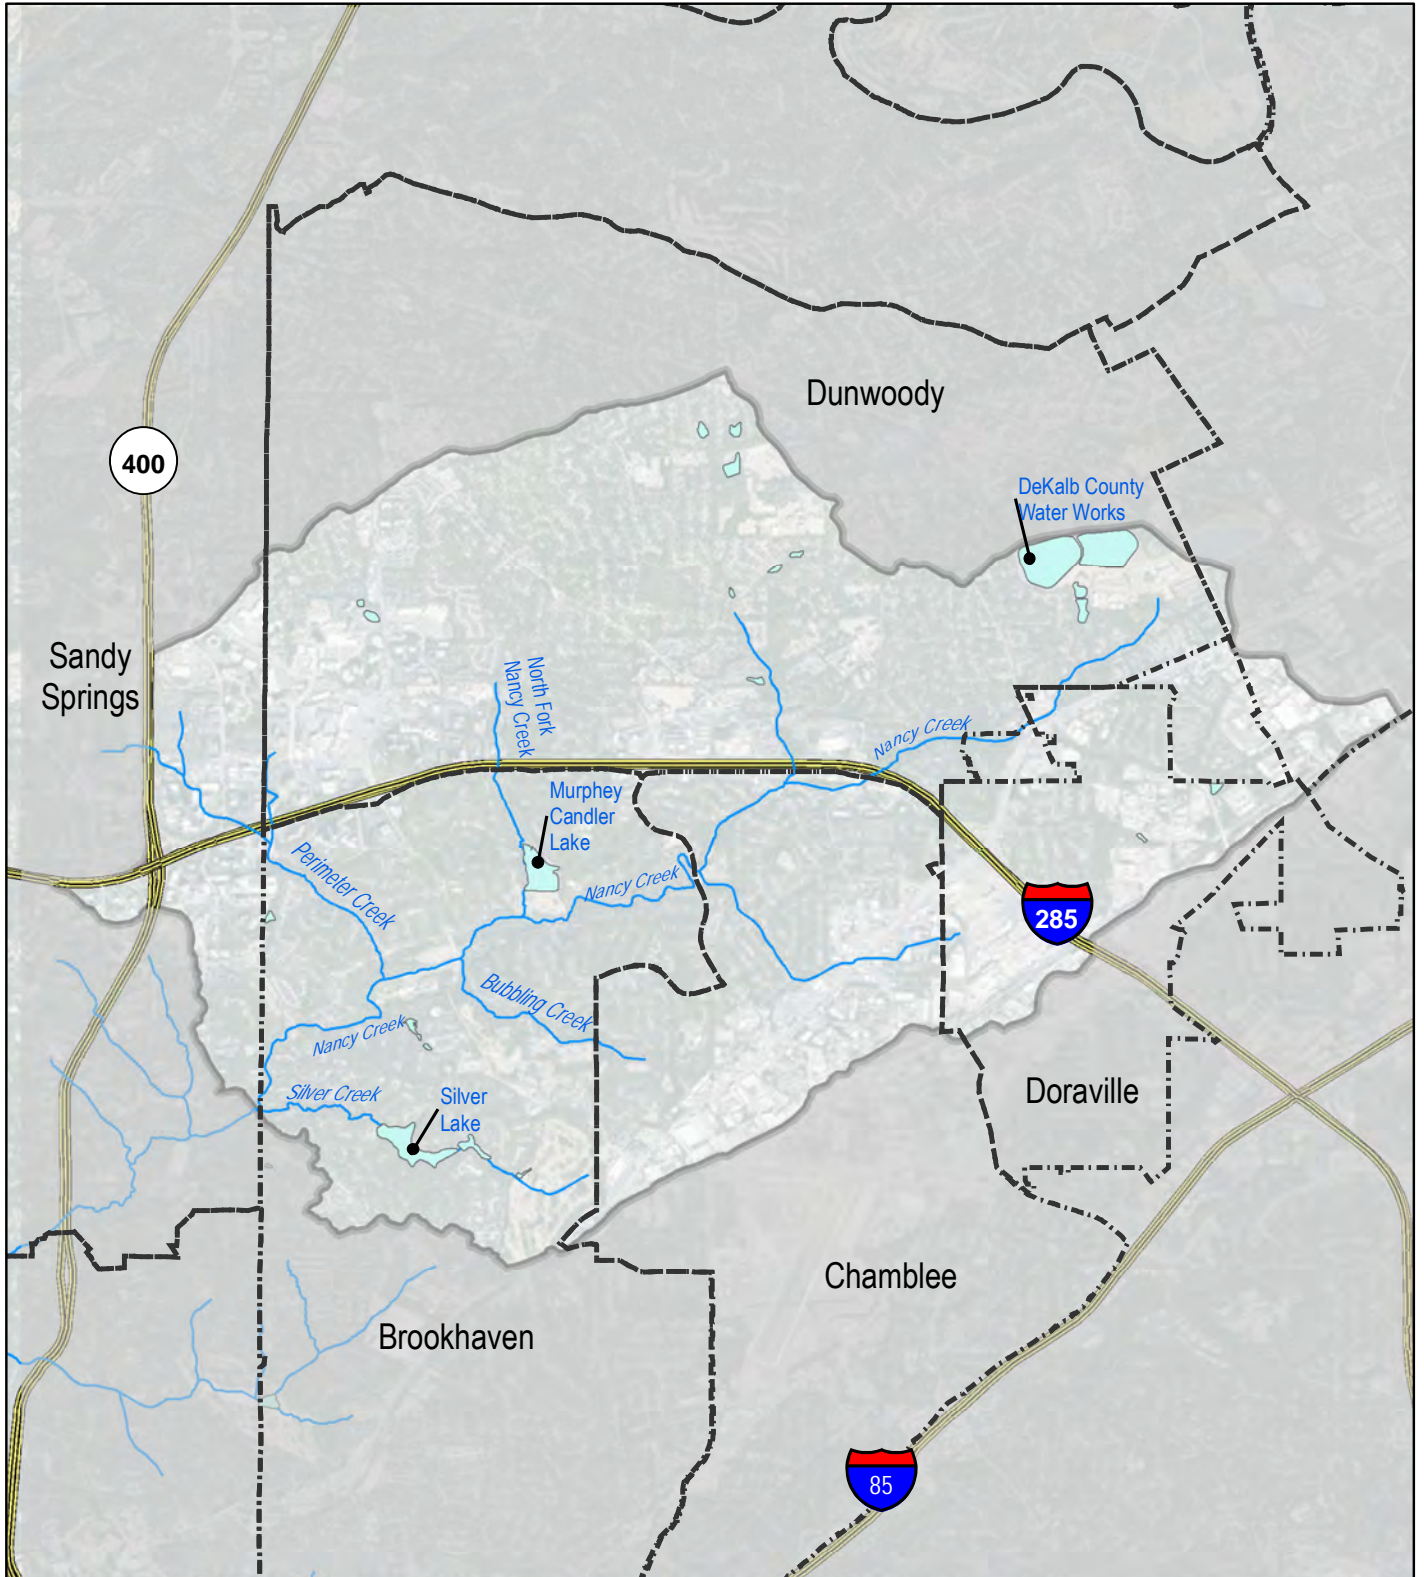 Dunwoody
400
DeKalb County
Water Works
Sandy
Springs
North Fork
Nancy Creek
Nancy Creek
Murphey
Candler
Lake
Perimeter Creek
Nancy Creek
285
Bubbling Creek
Nancy Creek
Silver Creek
Silver
Lake
Doraville
Chamblee
Brookhaven
85